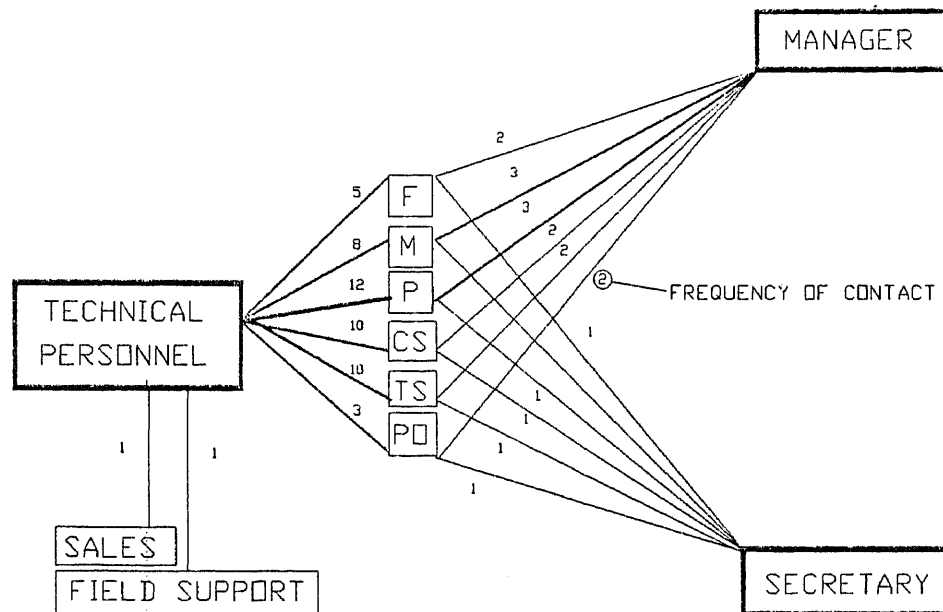 MANAGER
2
3
5
F
3
8
M
2
2
12
P
2
FREQUENCY OF CONTACT
TECHNICAL
PERSONNEL
10
CS
1
10
TS
1
3
PO
1
1
1
1
1
SALES
FIELD SUPPORT
SECRETARY